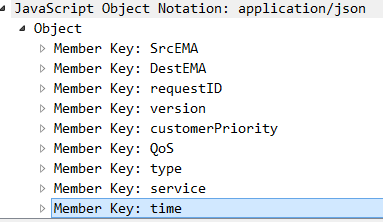 JavaScript Object Notation: application/json
Object
Member Key: SrcEMA
Member Key: DestEMA
Member Key: requestID
Member Key: version
Member Key: customerPriority
Member Key: QoS
Member Key: type
Member Key: service
Member Key: time